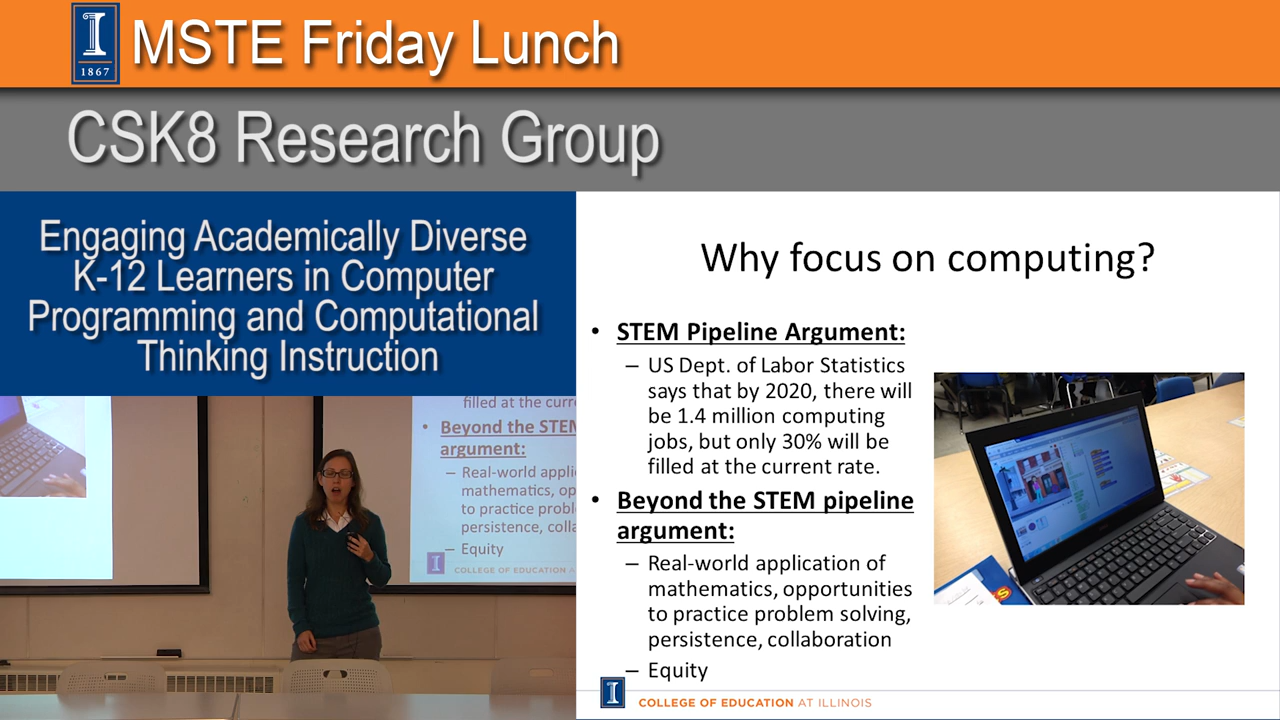 I
1867
MSTE Friday Lunch
CSK8 Research Group
Engaging Academically Diverse
K-12 Learners in Computer
Programming and Computational
Thinking Instruction
filled at the curre
• Beyond the STEM
argument:
– Real-world appli
mathematics, op
to practice probl
persistence, colla
– Equity
I COLLEGE OF EDUCATION A
Why focus on computing?
• STEM Pipeline Argument:
– US Dept. of Labor Statistics
says that by 2020, there will
be 1.4 million computing
jobs, but only 30% will be
filled at the current rate.
• Beyond the STEM pipeline
argument:
– Real-world application of
mathematics, opportunities
to practice problem solving,
persistence, collaboration
– Equity
I COLLEGE OF EDUCATION AT ILLINOIS